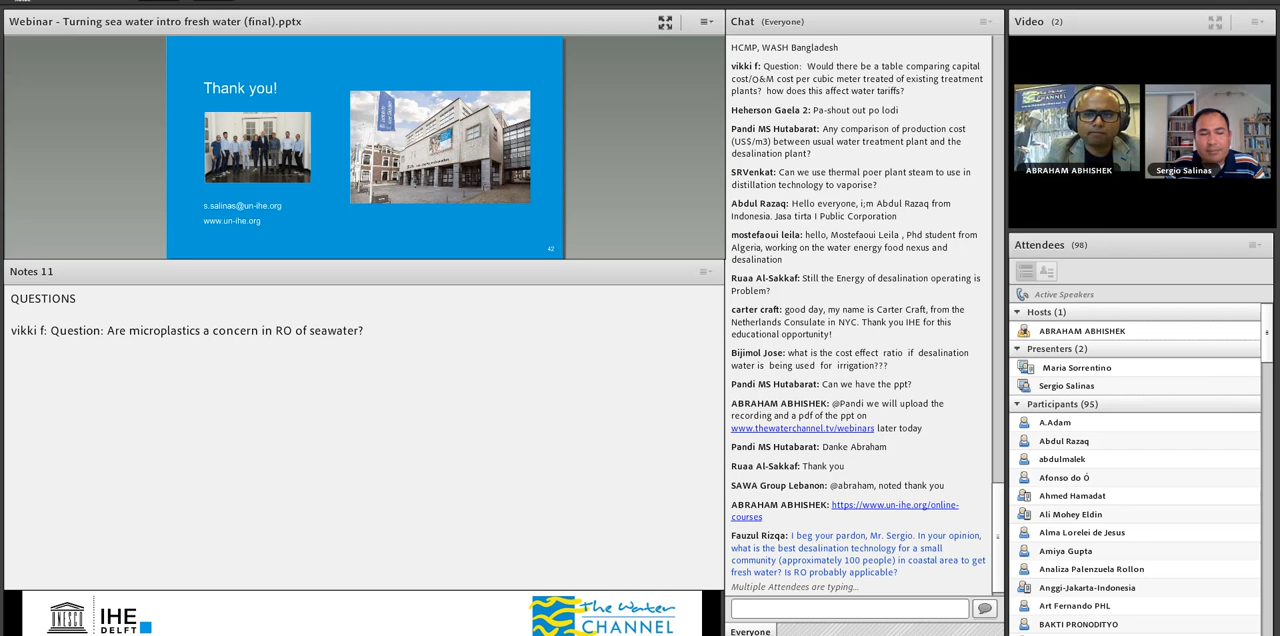 Webinar - Turning sea water intro fresh water (final).pptx
Thank you!
s.salinas@un-ihe.org
www.un-ihe.org
42
Notes 11
QUESTIONS
vikki f: Question: Are microplastics a concern in RO of seawater?
UNESCO
IHE
DELFT
the Water
CHANNEL
Chat (Everyone)
HCMP, WASH Bangladesh
vikki f: Question: Would there be a table comparing capital
cost/O&M cost per cubic meter treated of existing treatment
plants? how does this affect water tariffs?
Heherson Gaela 2: Pa-shout out po lodi
Pandi MS Hutabarat: Any comparison of production cost
(US$/m3) between usual water treatment plant and the
desalination plant?
SRVenkat: Can we use thermal poer plant steam to use in
distillation technology to vaporise?
Abdul Razaq: Hello everyone, i;m Abdul Razaq from
Indonesia. Jasa tirta I Public Corporation
mostefaoui leila: hello, Mostefaoui Leila , Phd student from
Algeria, working on the water energy food nexus and
desalination
Ruaa Al-Sakkaf: Still the Energy of desalination operating is
Problem?
carter craft: good day, my name is Carter Craft, from the
Netherlands Consulate in NYC. Thank you IHE for this
educational opportunity!
Bijimol Jose: what is the cost effect ratio if desalination
water is being used for irrigation???
Pandi MS Hutabarat: Can we have the ppt?
ABRAHAM ABHISHEK: @Pandi we will upload the
recording and a pdf of the ppt on
www.thewaterchannel.tv/webinars later today
Pandi MS Hutabarat: Danke Abraham
Ruaa Al-Sakkaf: Thank you
SAWA Group Lebanon: @abraham, noted thank you
ABRAHAM ABHISHEK: https://www.un-ihe.org/online-
courses
Fauzul Rizqa: I beg your pardon, Mr. Sergio. In your opinion,
what is the best desalination technology for a small
community (approximately 100 people) in coastal area to get
fresh water? Is RO probably applicable?
Multiple Attendees are typing...
Everyone
Video (2)
CHANNEL
ABRAHAM ABHISHEK
Sergio Salinas
Attendees (98)
Active Speakers
Hosts (1)
ABRAHAM ABHISHEK
Presenters (2)
Maria Sorrentino
Sergio Salinas
Participants (95)
A.Adam
Abdul Razaq
abdulmalek
Afonso do Ó
Ahmed Hamadat
Ali Mohey Eldin
Alma Lorelei de Jesus
Amiya Gupta
Analiza Palenzuela Rollon
Anggi-Jakarta-Indonesia
Art Fernando PHL
BAKTI PRONODITYO